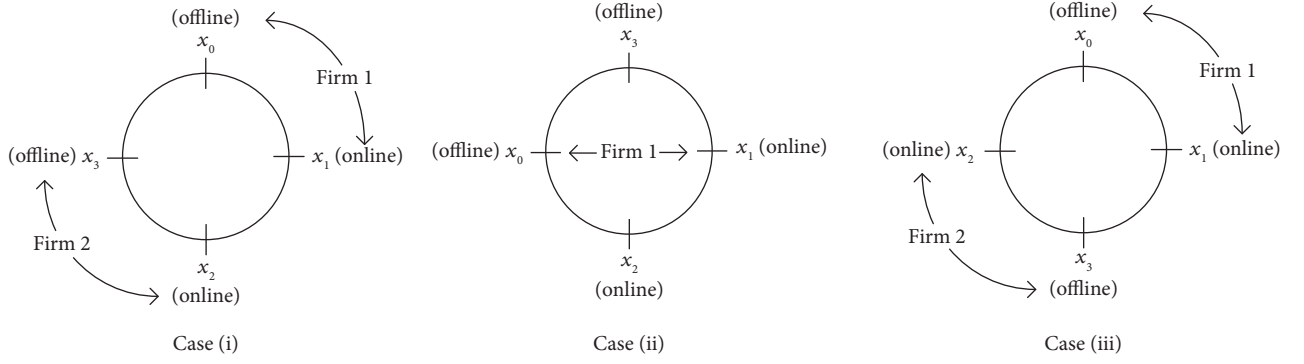 (offline)
x₀
Firm 1
(offline) x₃
x₁ (online)
Firm 2
x₂
(online)
Case (i)
(offline)
x₃
(offline) x₀
Firm 1
x₁ (online)
x₂
(online)
Case (ii)
(offline)
x₀
Firm 1
(online) x₂
x₁ (online)
Firm 2
x₃
(offline)
Case (iii)